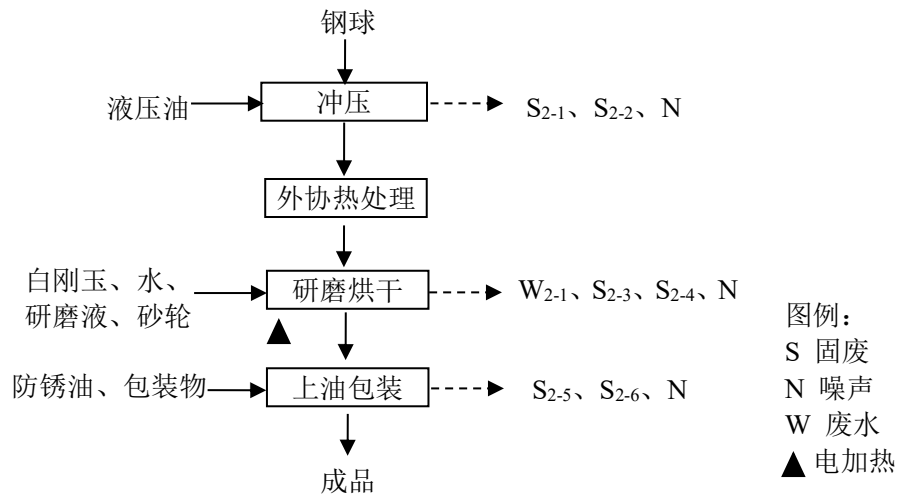 钢球
液压油
冲压
S2-1、S2-2、N
外协热处理
白刚玉、水、
研磨液、砂轮
研磨烘干
W2-1、S2-3、S2-4、N
防锈油、包装物
上油包装
S2-5、S2-6、N
成品
图例：
S 固废
N 噪声
W 废水
▲ 电加热